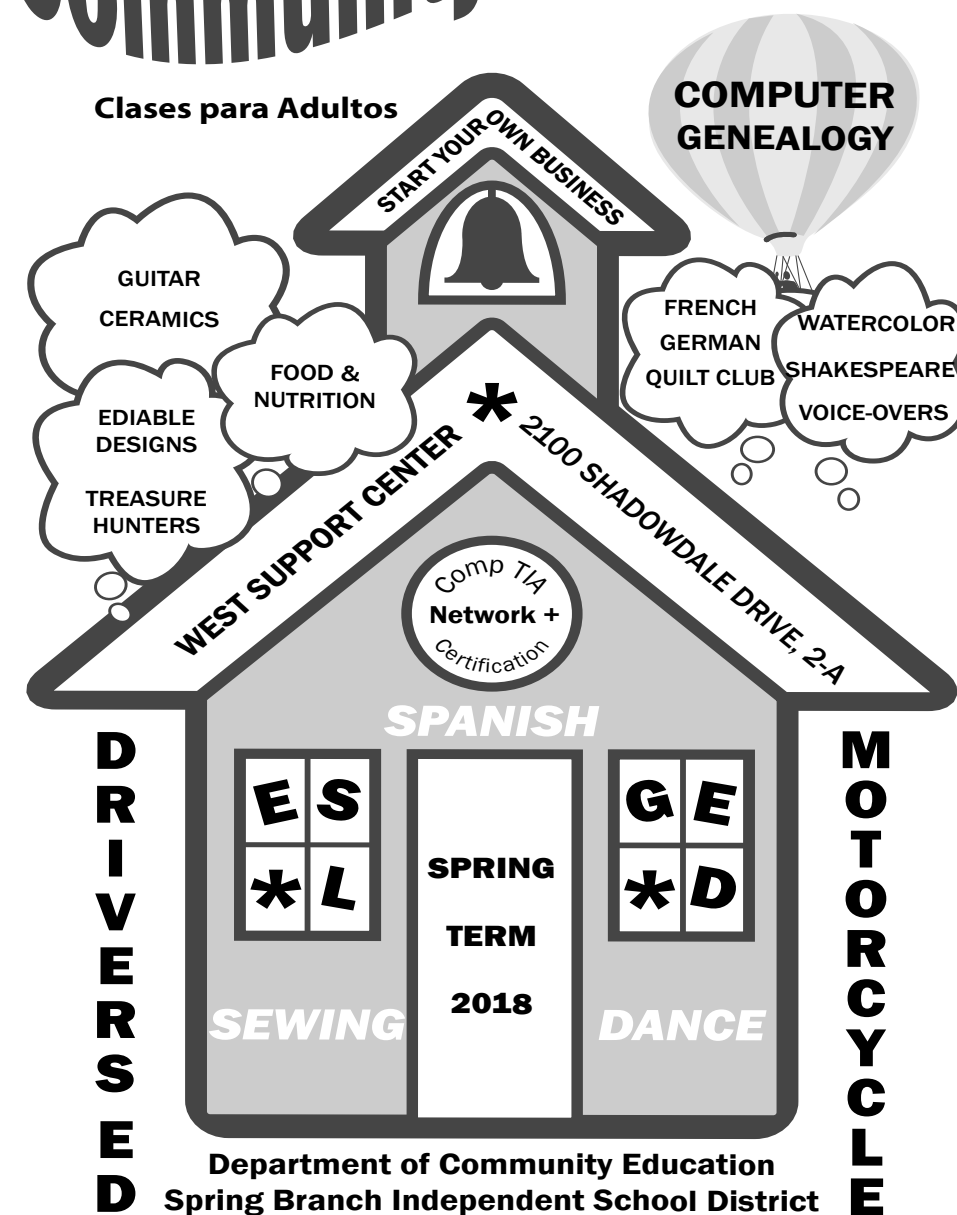 Community
Clases para Adultos
COMPUTER
GENEALOGY
START YOUR OWN BUSINESS
GUITAR
CERAMICS
FOOD &
NUTRITION
EDIABLE
DESIGNS
TREASURE
HUNTERS
FRENCH
GERMAN
QUILT CLUB
WATERCOLOR
SHAKESPEARE
VOICE-OVERS
WEST SUPPORT CENTER * 2100 SHADOWDALE DRIVE, 2-A
Comp TIA
Network +
Certification
SPANISH
DRIVERS ED
E S
* L
SPRING
TERM
2018
G E
* D
MOTORCYCLE
SEWING
DANCE
Department of Community Education
Spring Branch Independent School District